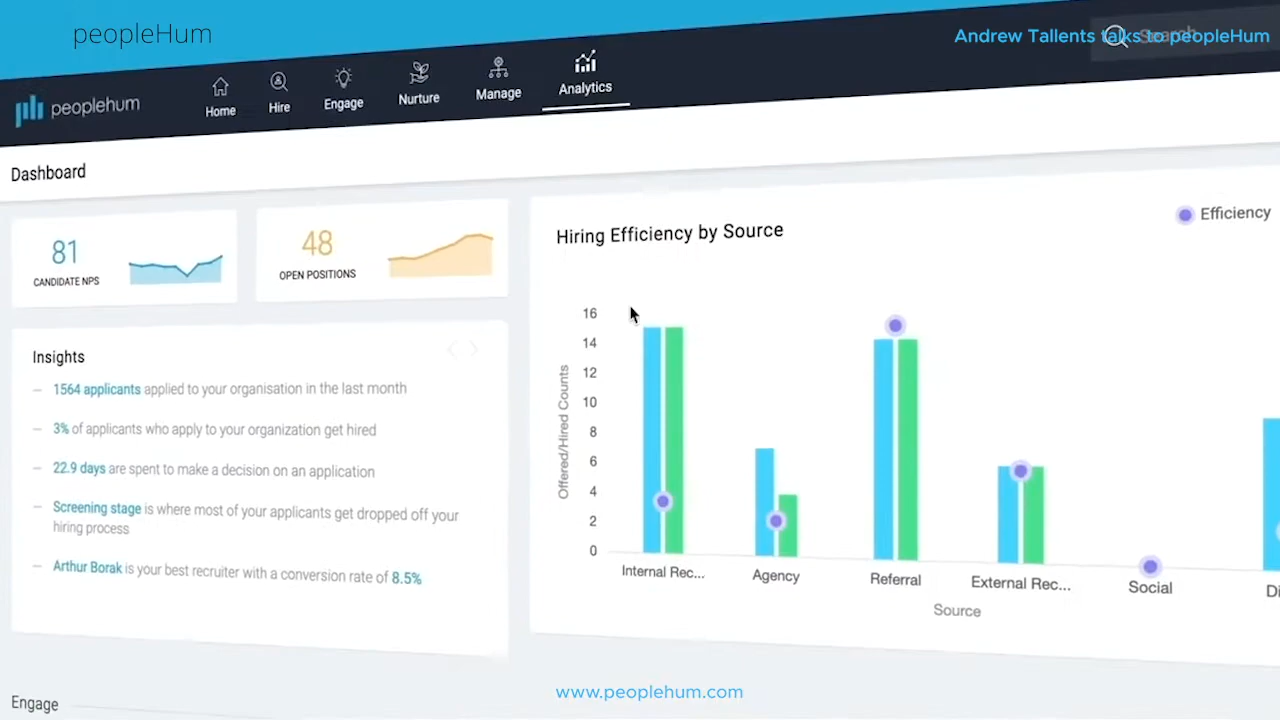 peopleHum
Andrew Tallents talks to peopleHum
peoplehum
Home
Hire
Engage
Nurture
Manage
Analytics
Dashboard
81
CANDIDATE NPS
48
OPEN POSITIONS
Insights
1564 applicants applied to your organisation in the last month
3% of applicants who apply to your organization get hired
22.9 days are spent to make a decision on an application
Screening stage is where most of your applicants get dropped off your
hiring process
Arthur Borak is your best recruiter with a conversion rate of 8.5%
Hiring Efficiency by Source
Efficiency
Offered/Hired Counts
16
14
12
10
8
6
4
2
0
Internal Rec...
Agency
Referral
External Rec...
Social
Di
Source
Engage
www.peoplehum.com